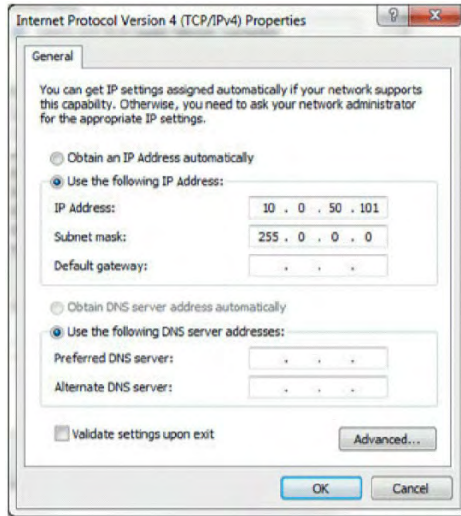 Internet Protocol Version 4 (TCP/IPv4) Properties
? X
General
You can get IP settings assigned automatically if your network supports
this capability. Otherwise, you need to ask your network administrator
for the appropriate IP settings.
Obtain an IP Address automatically
Use the following IP Address:
IP Address: 10 . 0 . 50 . 101
Subnet mask: 255 . 0 . 0 . 0
Default gateway: . . .
Obtain DNS server address automatically
Use the following DNS server addresses:
Preferred DNS server: . . .
Alternate DNS server: . . .
Validate settings upon exit
Advanced...
OK Cancel